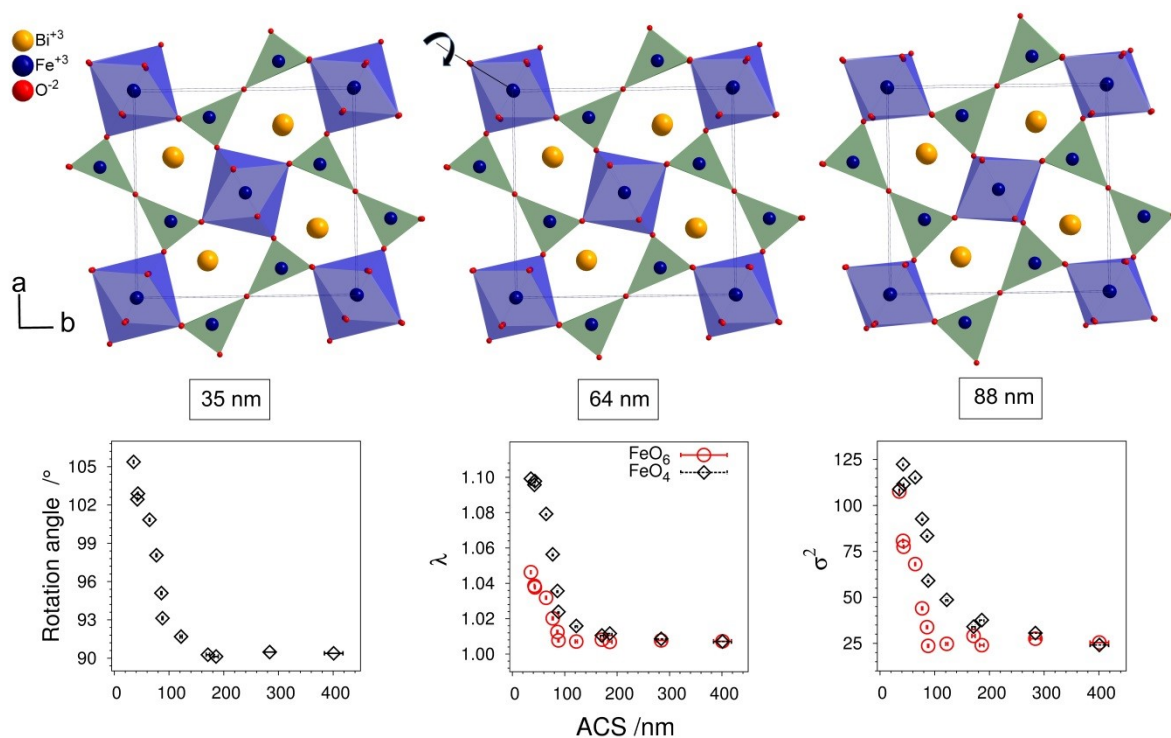 Bi+3
Fe+3
O-2
a
b
35 nm
64 nm
88 nm
Rotation angle /°
105
102
99
96
93
90
0 100 200 300 400
λ
1.10
1.08
1.06
1.04
1.02
1.00
FeO6
FeO4
0 100 200 300 400
ACS /nm
σ2
125
100
75
50
25
0
0 100 200 300 400